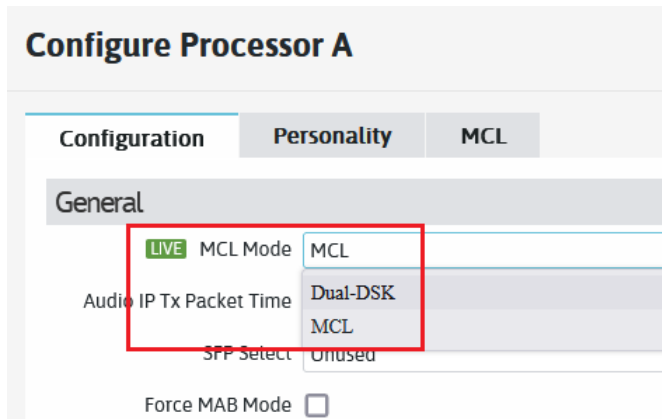 Configure Processor A
Configuration Personality MCL
General
LIVE MCL Mode MCL
Dual-DSK
Audio IP Tx Packet Time
MCL
SFP Select Unused
Force MAB Mode